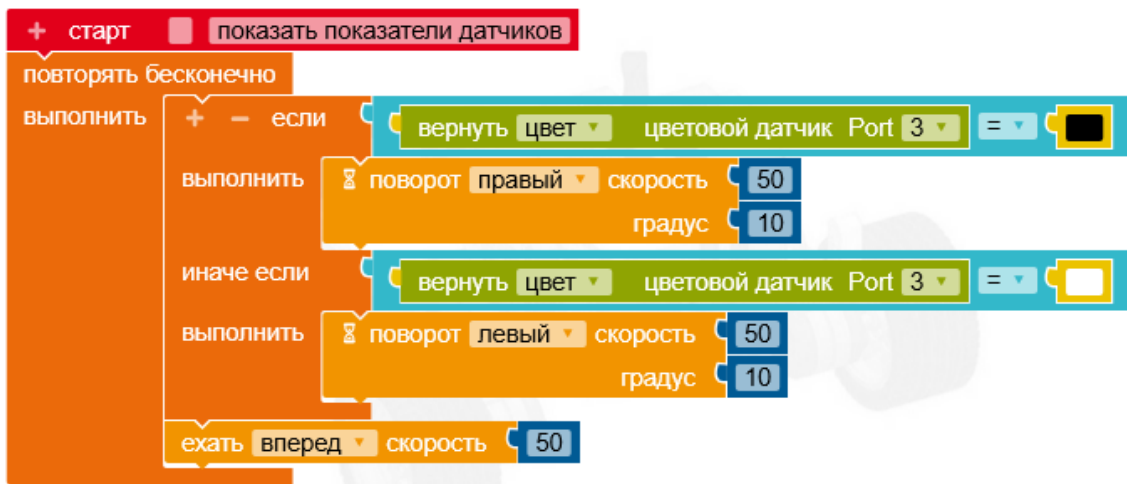 + старт показать показатели датчиков
повторять бесконечно
выполнить + − если вернуть цвет цветовой датчик Port 3 =
выполнить поворот правый скорость 50
градус 10
иначе если вернуть цвет цветовой датчик Port 3 =
выполнить поворот левый скорость 50
градус 10
ехать вперед скорость 50